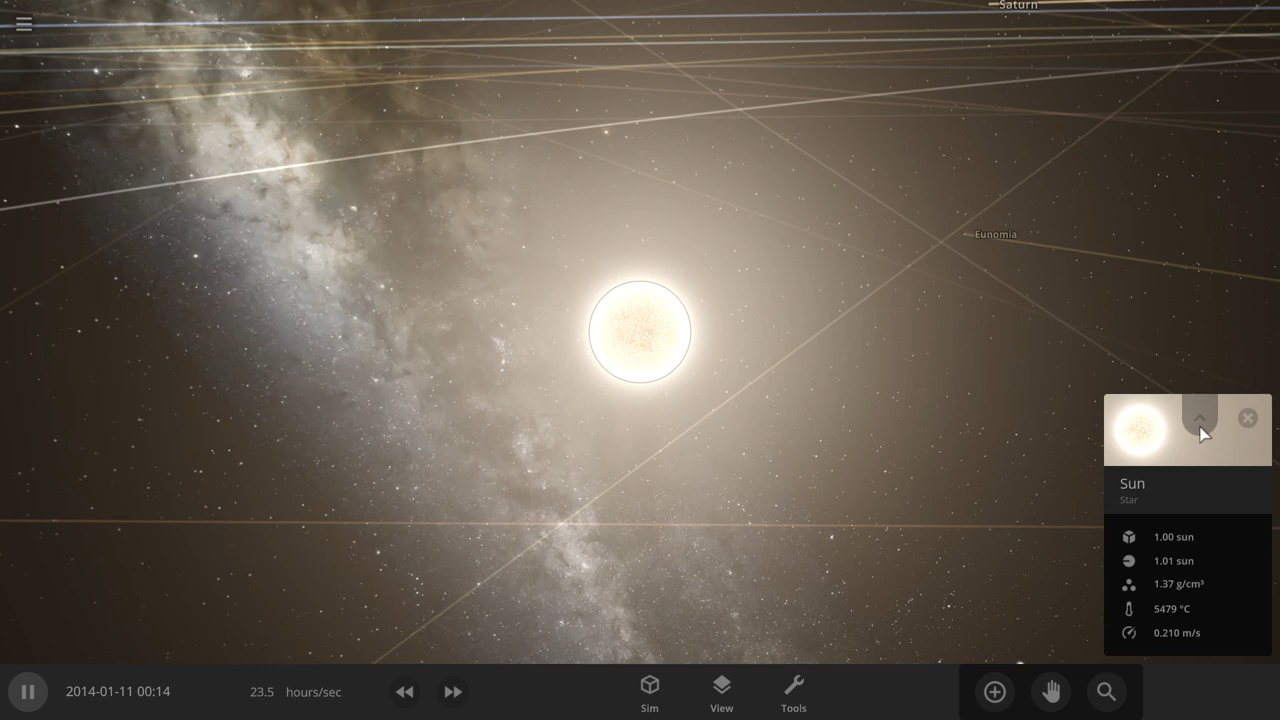 Saturn
Eunomia
Sun
Star
1.00 sun
1.01 sun
1.37 g/cm³
5479 °C
0.210 m/s
2014-01-11 00:14
23.5 hours/sec
Sim
View
Tools